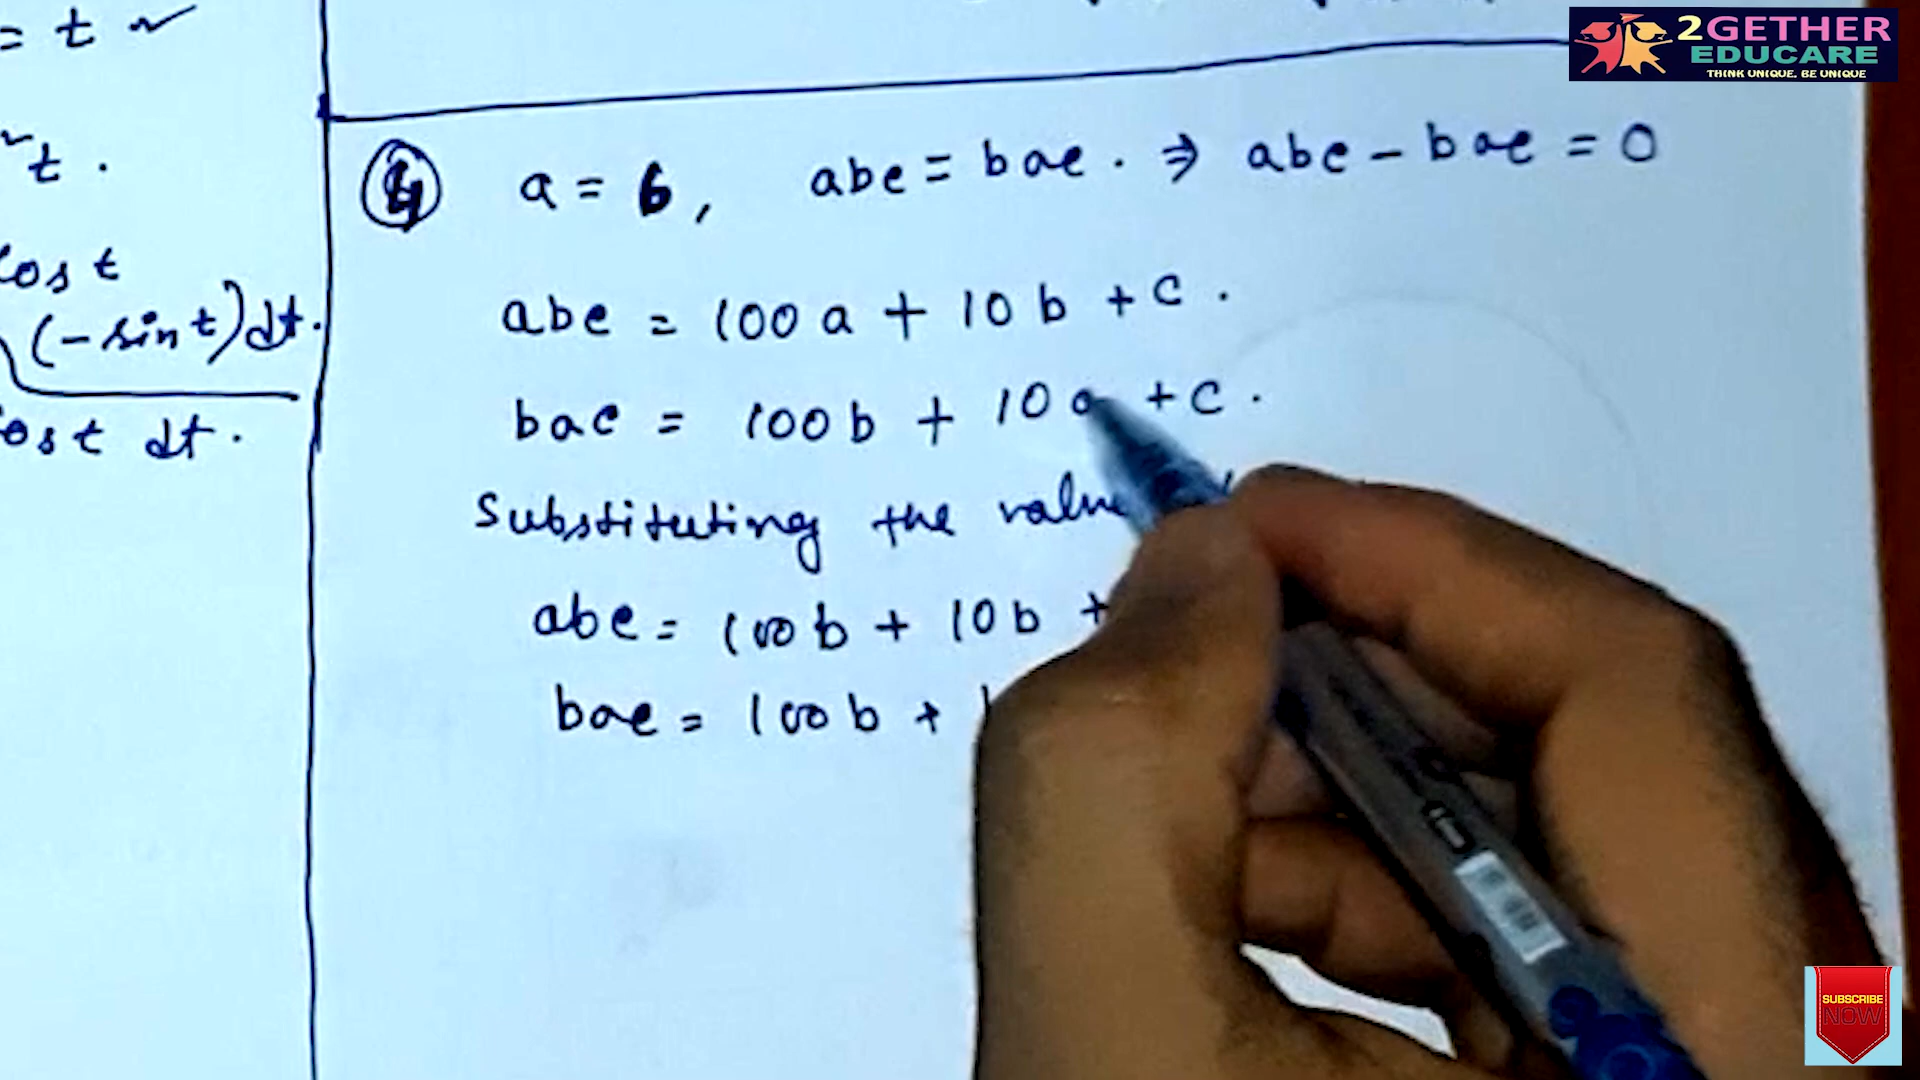 = t
t.
cos t
(-sin t) dt.
cos t dt.
2GETHER
EDUCARE
THINK UNIQUE. BE UNIQUE
4 a = b, abc = bac. ⇒ abc - bac = 0
abc = 100 a + 10 b + c.
bac = 100 b + 10 a + c.
Substituting the value
abc = 100 b + 10 b +
bac = 100 b +
SUBSCRIBE
NOW